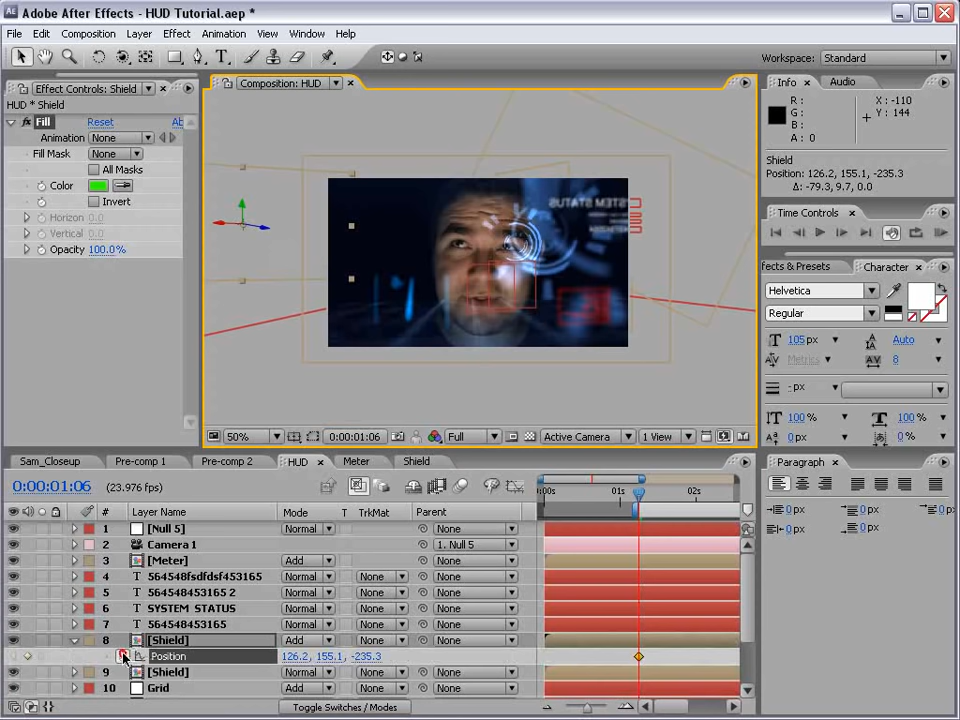 Adobe After Effects - HUD Tutorial.aep *
File Edit Composition Layer Effect Animation View Window Help
Workspace: Standard
Effect Controls: Shield
HUD * Shield
Fill Reset Ab
Animation: None
Fill Mask None
All Masks
Color
Invert
Horizon 0.0
Vertical 0.0
Opacity 100.0%
Composition: HUD
SYSTEM STATUS
50% 0:00:01:06 Full Active Camera 1 View
Info Audio
R: X: -110
G: Y: 144
B:
A: 0
Shield
Position: 126.2, 155.1, -235.3
Δ: -79.3, 9.7, 0.0
Time Controls
ffects & Presets Character
Helvetica
Regular
105 px Auto
Metrics 8
- px
100% 100%
0 px 0 %
Paragraph
0 px 0 px 0 px
0 px 0 px
Sam_Closeup Pre-comp 1 Pre-comp 2 HUD Meter Shield
0:00:01:06 (23.976 fps)
:00s 01s 02s
# Layer Name Mode T TrkMat Parent
1 [Null 5] Normal None
2 Camera 1 1. Null 5
3 [Meter] Add None None
4 564548fsdfdsf453165 Normal None None
5 564548453165 2 Normal None None
6 SYSTEM STATUS Normal None None
7 564548453165 Normal None None
8 [Shield] Add None None
Position 126.2, 155.1, -235.3
9 [Shield] Normal None None
10 Grid Add None None
Toggle Switches / Modes